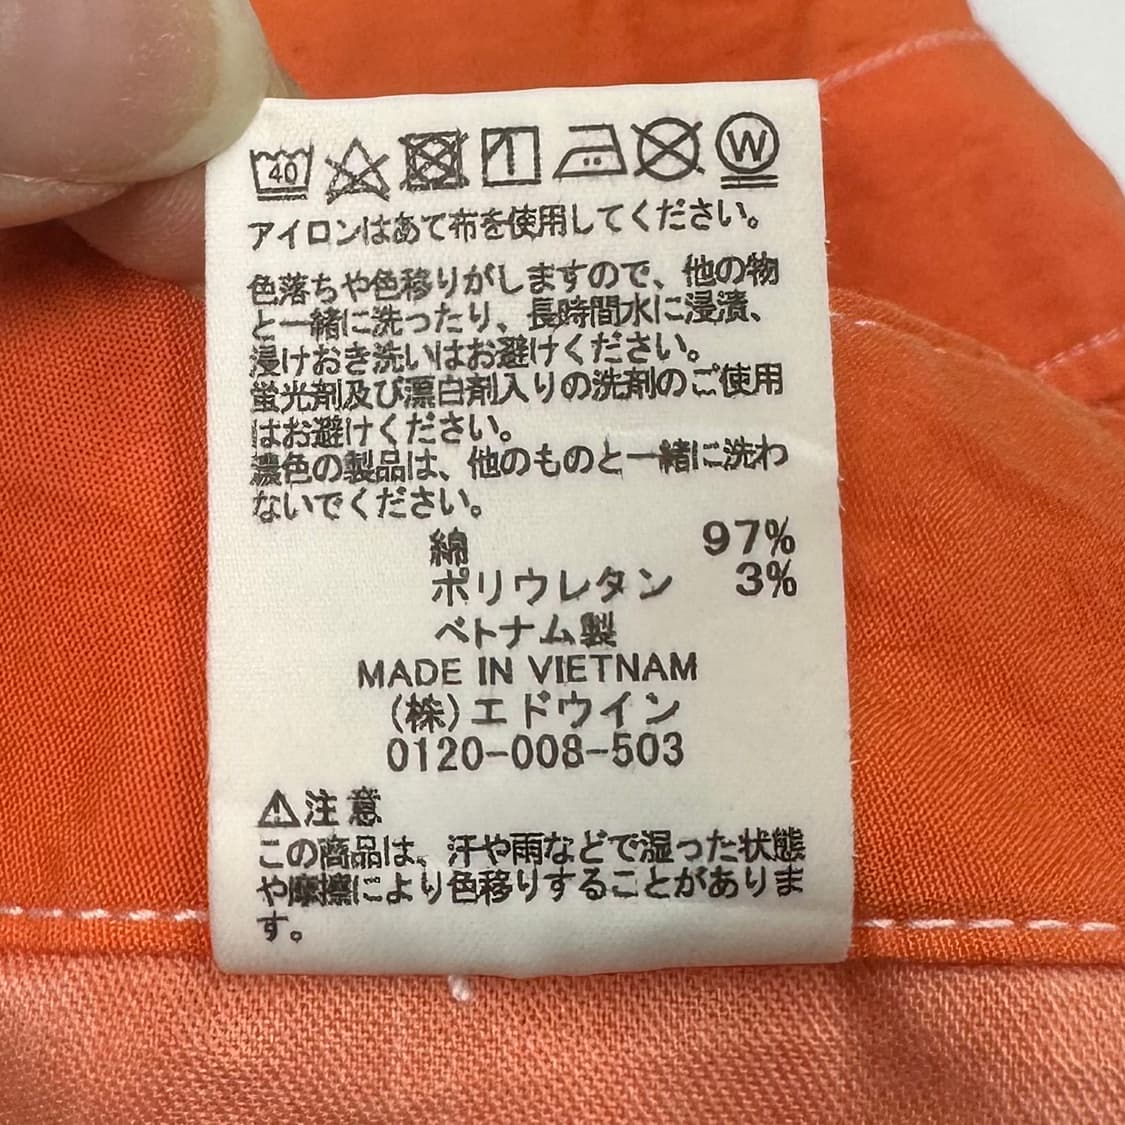 40 W
アイロンはあて布を使用してください。
色落ちや色移りがしますので、他の物
と一緒に洗ったり、長時間水に浸漬、
浸けおき洗いはお避けください。
蛍光剤及び漂白剤入りの洗剤のご使用
はお避けください。
濃色の製品は、他のものと一緒に洗わ
ないでください。
綿 97%
ポリウレタン 3%
ベトナム製
MADE IN VIETNAM
(株)エドウイン
0120-008-503
注意
この商品は、汗や雨などで湿った状態
や摩擦により色移りすることがありま
す。